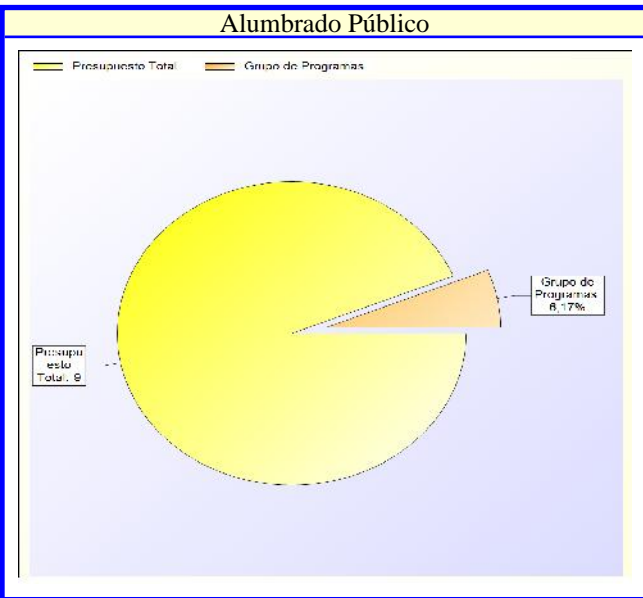 Alumbrado Público
Presupuesto Total
Grupo de Programas
Grupo de
Programas
6,17%
Presupu
esto
Total. 9